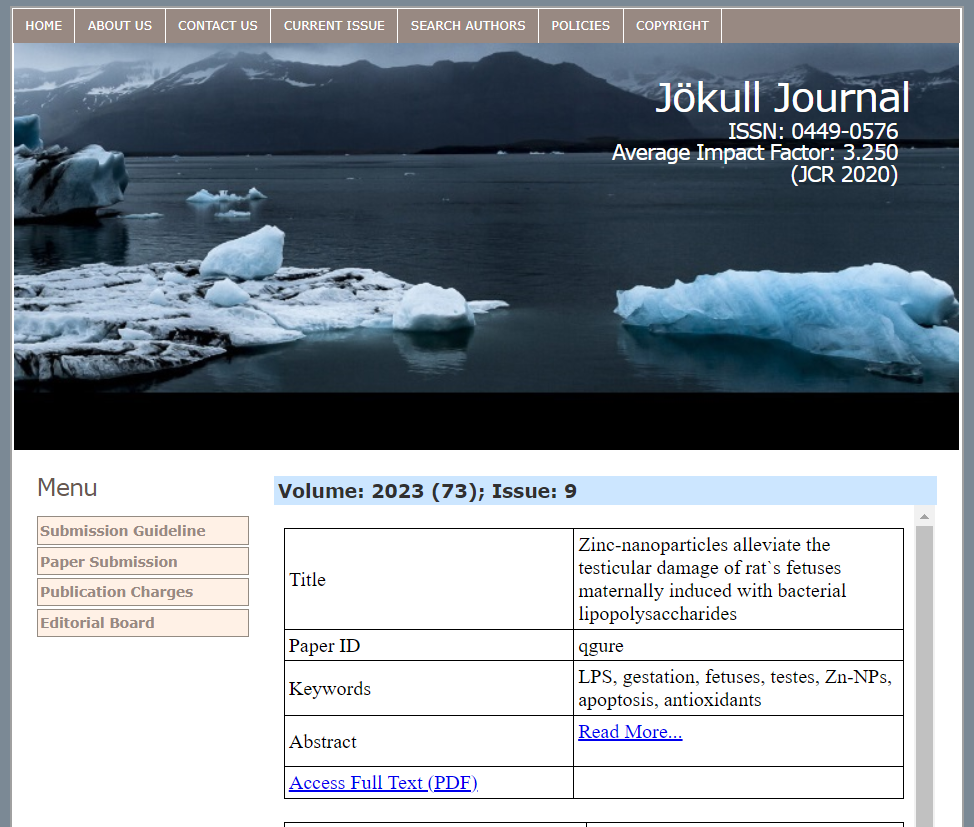 HOME ABOUT US CONTACT US CURRENT ISSUE SEARCH AUTHORS POLICIES COPYRIGHT
Jökull Journal
ISSN: 0449-0576
Average Impact Factor: 3.250
(JCR 2020)
Menu
Submission Guideline
Paper Submission
Publication Charges
Editorial Board
Volume: 2023 (73); Issue: 9
Title
Zinc-nanoparticles alleviate the
testicular damage of rat`s fetuses
maternally induced with bacterial
lipopolysaccharides
Paper ID
qgure
Keywords
LPS, gestation, fetuses, testes, Zn-NPs,
apoptosis, antioxidants
Abstract
Read More...
Access Full Text (PDF)